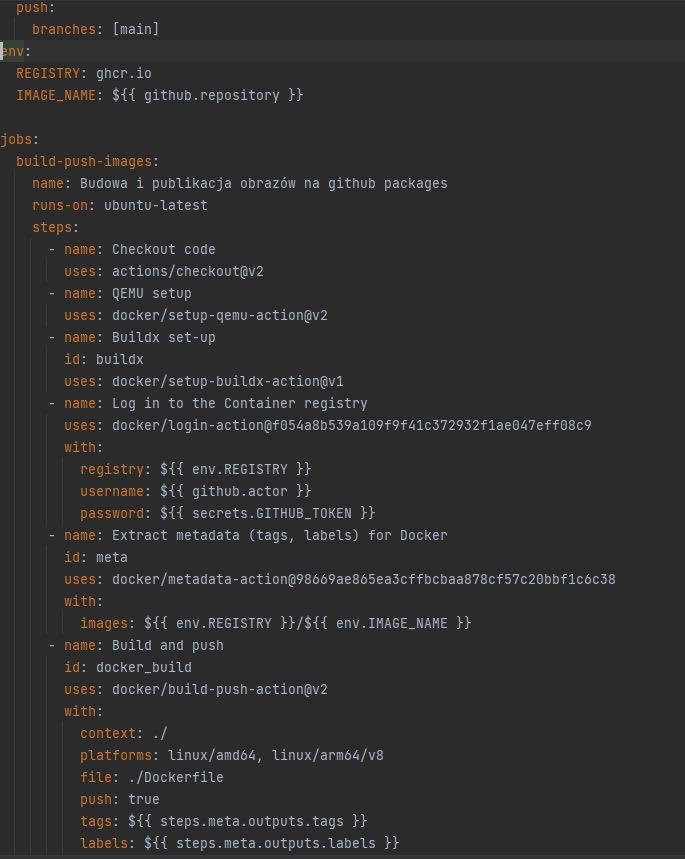 push:
branches: [main]
env:
REGISTRY: ghcr.io
IMAGE_NAME: ${{ github.repository }}
jobs:
build-push-images:
name: Budowa i publikacja obrazów na github packages
runs-on: ubuntu-latest
steps:
- name: Checkout code
uses: actions/checkout@v2
- name: QEMU setup
uses: docker/setup-qemu-action@v2
- name: Buildx set-up
id: buildx
uses: docker/setup-buildx-action@v1
- name: Log in to the Container registry
uses: docker/login-action@f054a8b539a109f9f41c372932f1ae047eff08c9
with:
registry: ${{ env.REGISTRY }}
username: ${{ github.actor }}
password: ${{ secrets.GITHUB_TOKEN }}
- name: Extract metadata (tags, labels) for Docker
id: meta
uses: docker/metadata-action@98669ae865ea3cffbcbaa878cf57c20bbf1c6c38
with:
images: ${{ env.REGISTRY }}/${{ env.IMAGE_NAME }}
- name: Build and push
id: docker_build
uses: docker/build-push-action@v2
with:
context: ./
platforms: linux/amd64, linux/arm64/v8
file: ./Dockerfile
push: true
tags: ${{ steps.meta.outputs.tags }}
labels: ${{ steps.meta.outputs.labels }}